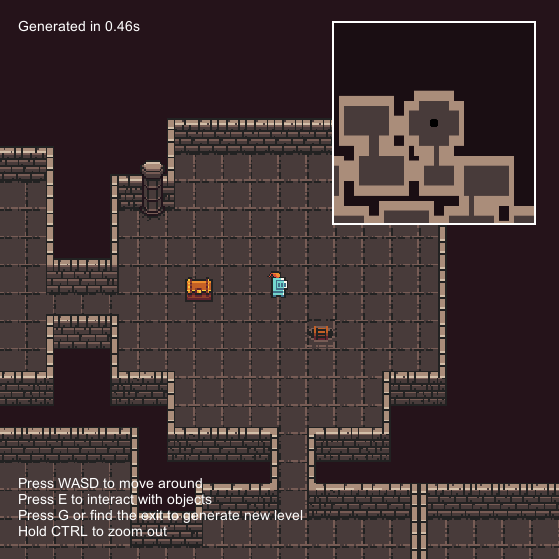 Generated in 0.46s
Press WASD to move around
Press E to interact with objects
Press G or find the exit to generate new level
Hold CTRL to zoom out